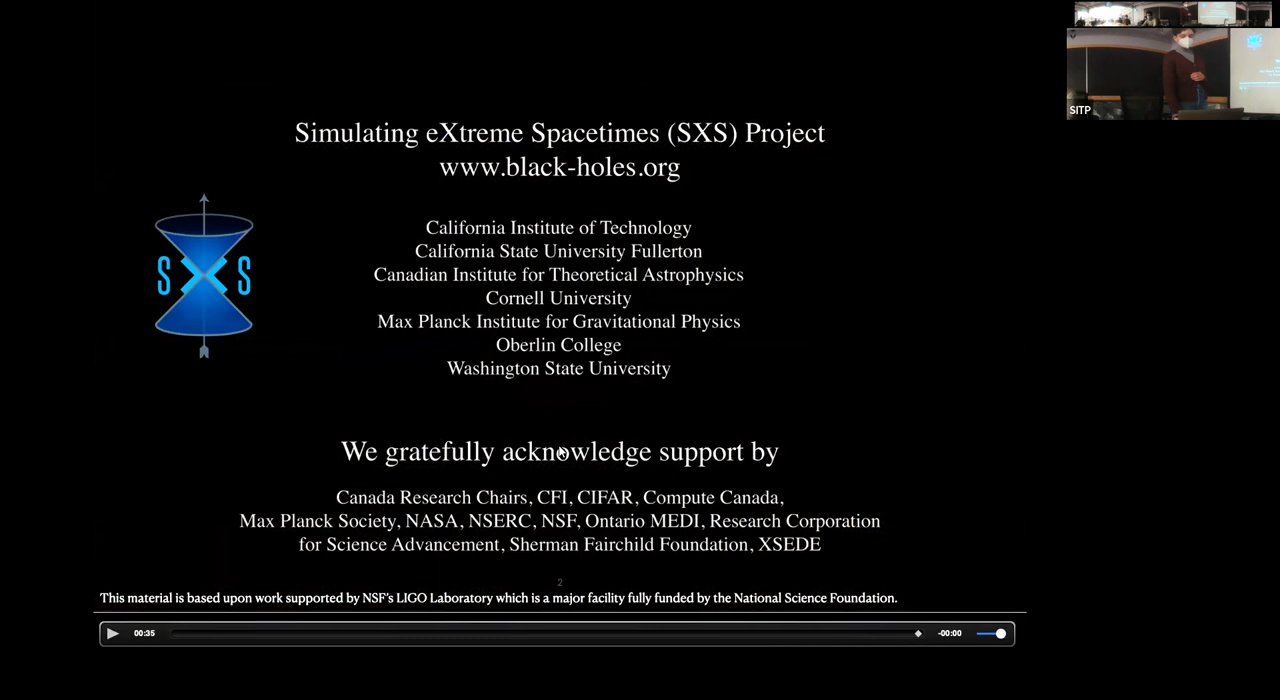 Simulating eXtreme Spacetimes (SXS) Project
www.black-holes.org
S X S
California Institute of Technology
California State University Fullerton
Canadian Institute for Theoretical Astrophysics
Cornell University
Max Planck Institute for Gravitational Physics
Oberlin College
Washington State University
We gratefully acknowledge support by
Canada Research Chairs, CFI, CIFAR, Compute Canada,
Max Planck Society, NASA, NSERC, NSF, Ontario MEDI, Research Corporation
for Science Advancement, Sherman Fairchild Foundation, XSEDE
2
This material is based upon work supported by NSF's LIGO Laboratory which is a major facility fully funded by the National Science Foundation.
00:35
-00:00
SITP